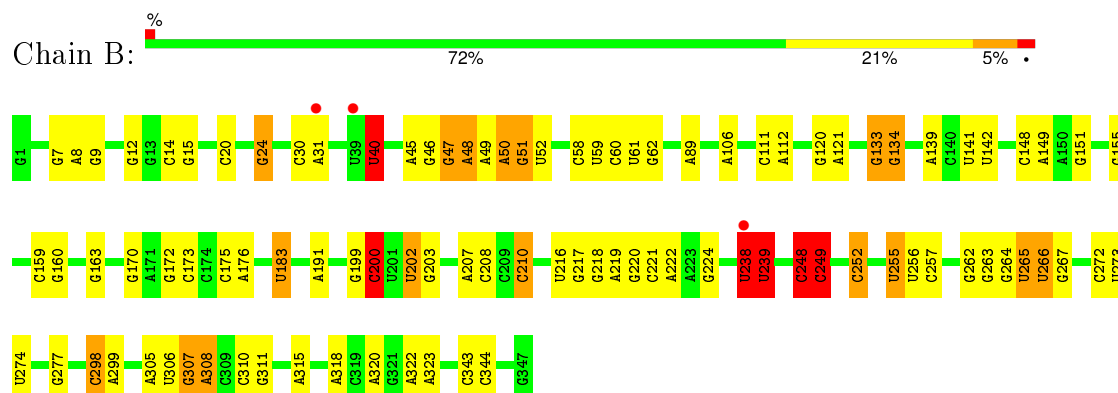 %
Chain B:
72% 21% 5% •
G1 G7 A8 G9 G12 G13 C14 G15 C20 G24 C30 A31 U39 U40 A45 G46 G47 A48 A49 A50 G51 U52 C58 U59 C60 U61 G62 A89 A106 C111 A112 G120 A121 G133 G134 A139 C140 U141 U142 C148 A149 A150 G151
C159 G160 G163 G170 A171 G172 C173 C174 C175 A176 U183 A191 G199 C200 U201 U202 G203 A207 C208 C209 C210 U216 G217 G218 A219 G220 C221 A222 A223 G224 U238 U239 C248 C249 C252 U255 U256 C257 G262 G263 G264 U265 U266 G267 C272
U274 G277 C298 A299 A305 U306 G307 A308 C309 C310 G311 A315 A318 C319 A320 G321 A322 A323 C343 C344 G347